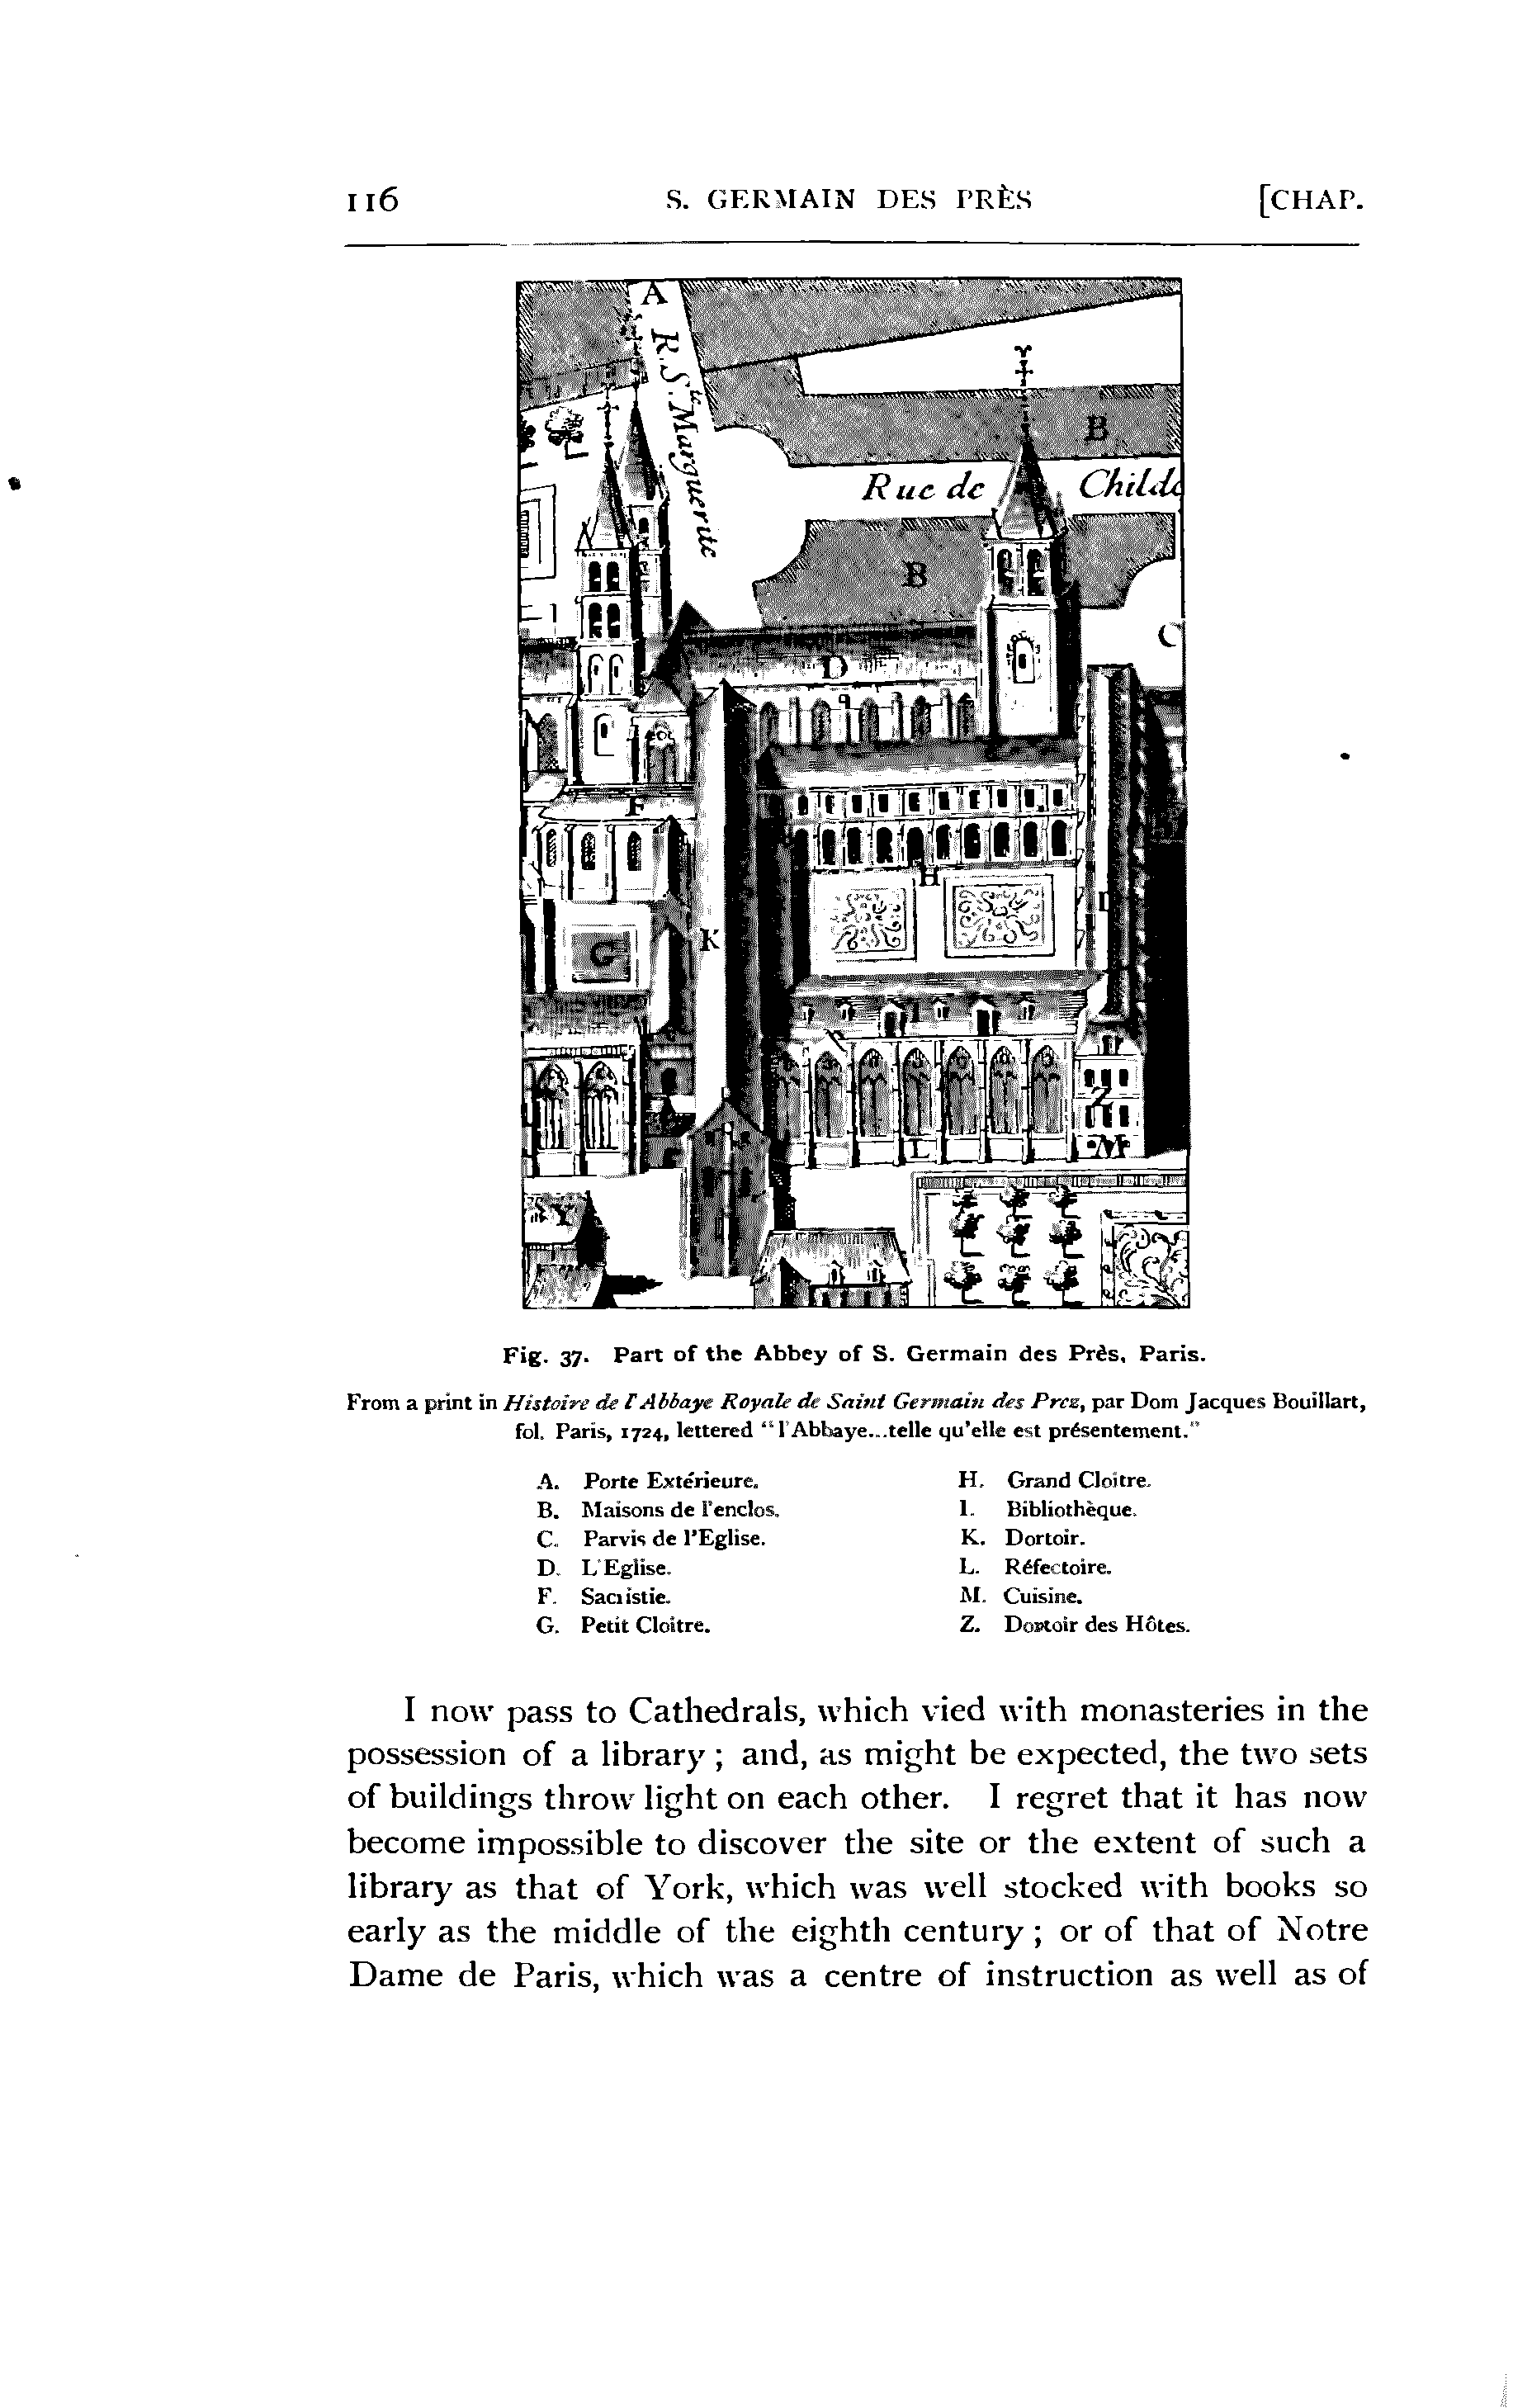 116 S. GERMAIN DES PRÈS [CHAP.
A
R. Ste. Marguerite
B
Rue de Childe
B
C
D
F
H
K
G
I
L
Z
M
Y
Fig. 37. Part of the Abbey of S. Germain des Près, Paris.
From a print in Histoire de l'Abbaye Royale de Saint Germain des Prez, par Dom Jacques Bouillart,
fol. Paris, 1724, lettered “l'Abbaye...telle qu'elle est présentement.”
A. Porte Extérieure.
B. Maisons de l'enclos.
C. Parvis de l'Eglise.
D. L'Eglise.
F. Sacristie.
G. Petit Cloître.
H. Grand Cloitre.
I. Bibliothèque.
K. Dortoir.
L. Réfectoire.
M. Cuisine.
Z. Dortoir des Hôtes.
I now pass to Cathedrals, which vied with monasteries in the
possession of a library ; and, as might be expected, the two sets
of buildings throw light on each other. I regret that it has now
become impossible to discover the site or the extent of such a
library as that of York, which was well stocked with books so
early as the middle of the eighth century ; or of that of Notre
Dame de Paris, which was a centre of instruction as well as of